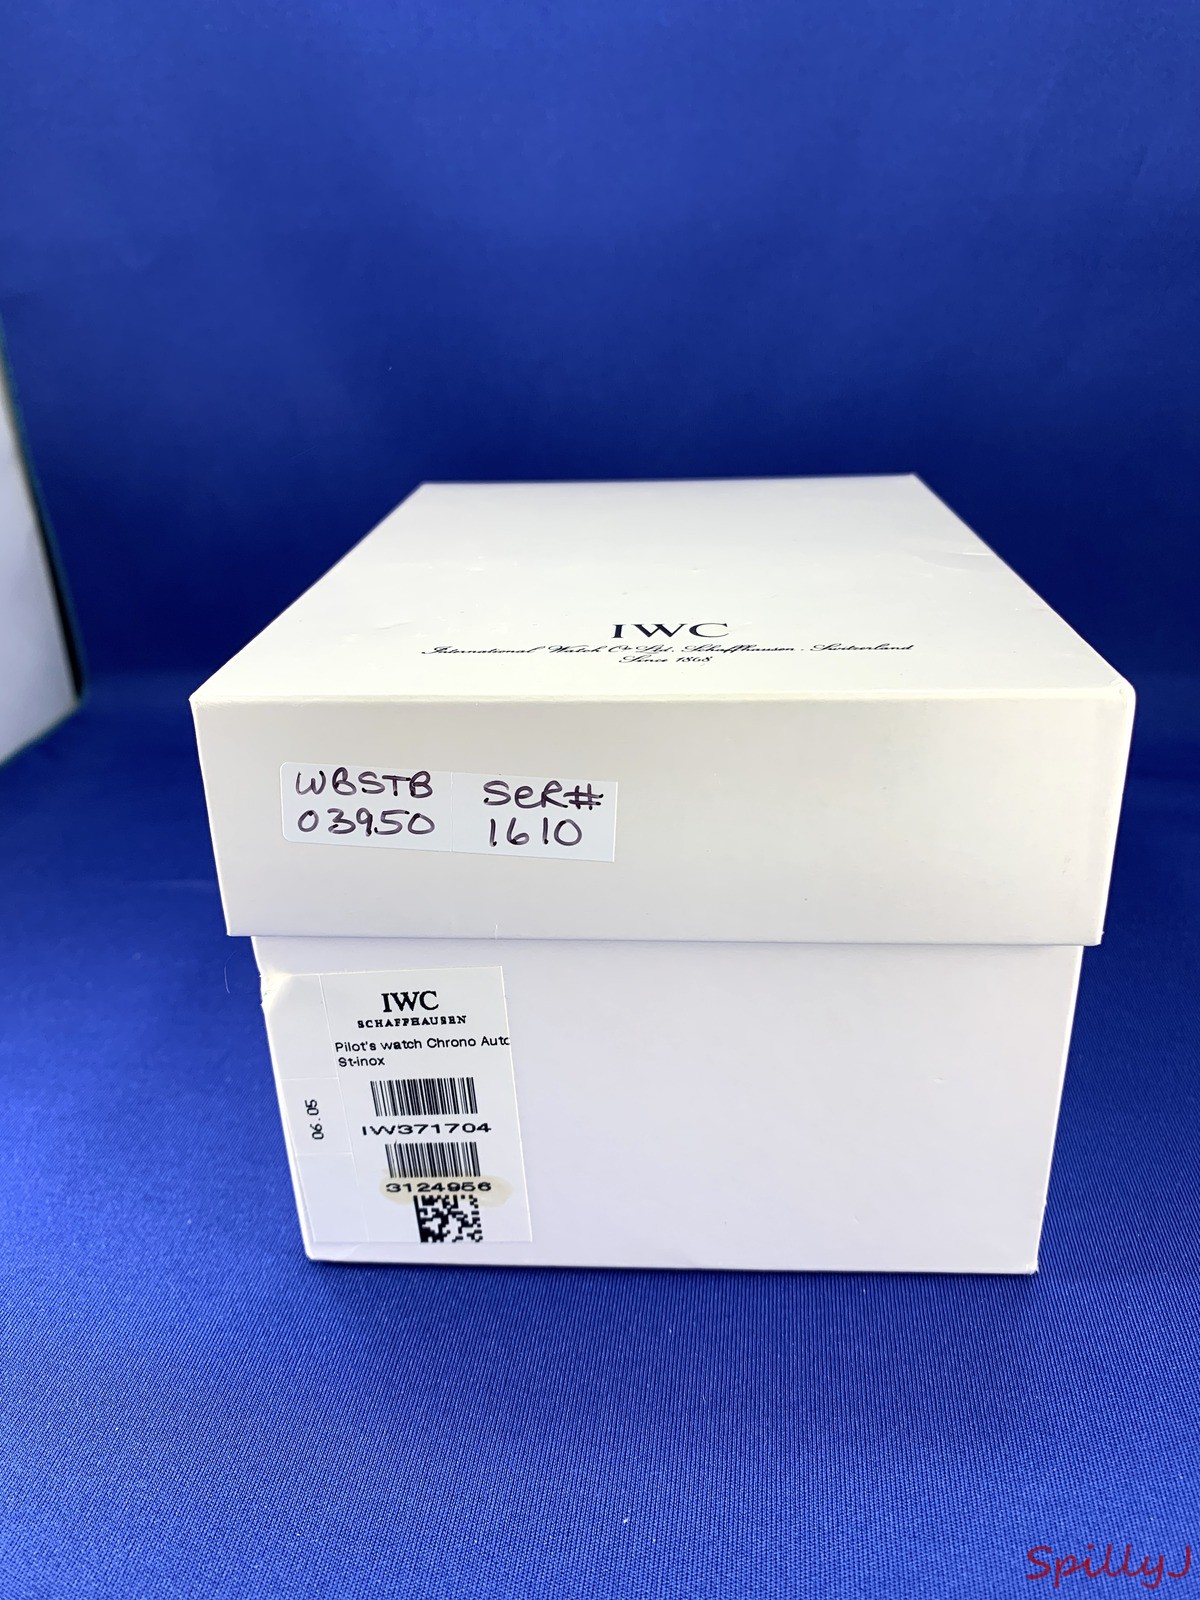 IWC
International Watch Co Ltd. Schaffhausen . Switzerland
Since 1868
WBSTB
03950
SeR#
1610
IWC
SCHAFFHAUSEN
Pilot's watch Chrono Auto
St-inox
06.05
IW371704
3124956
SpillyJ